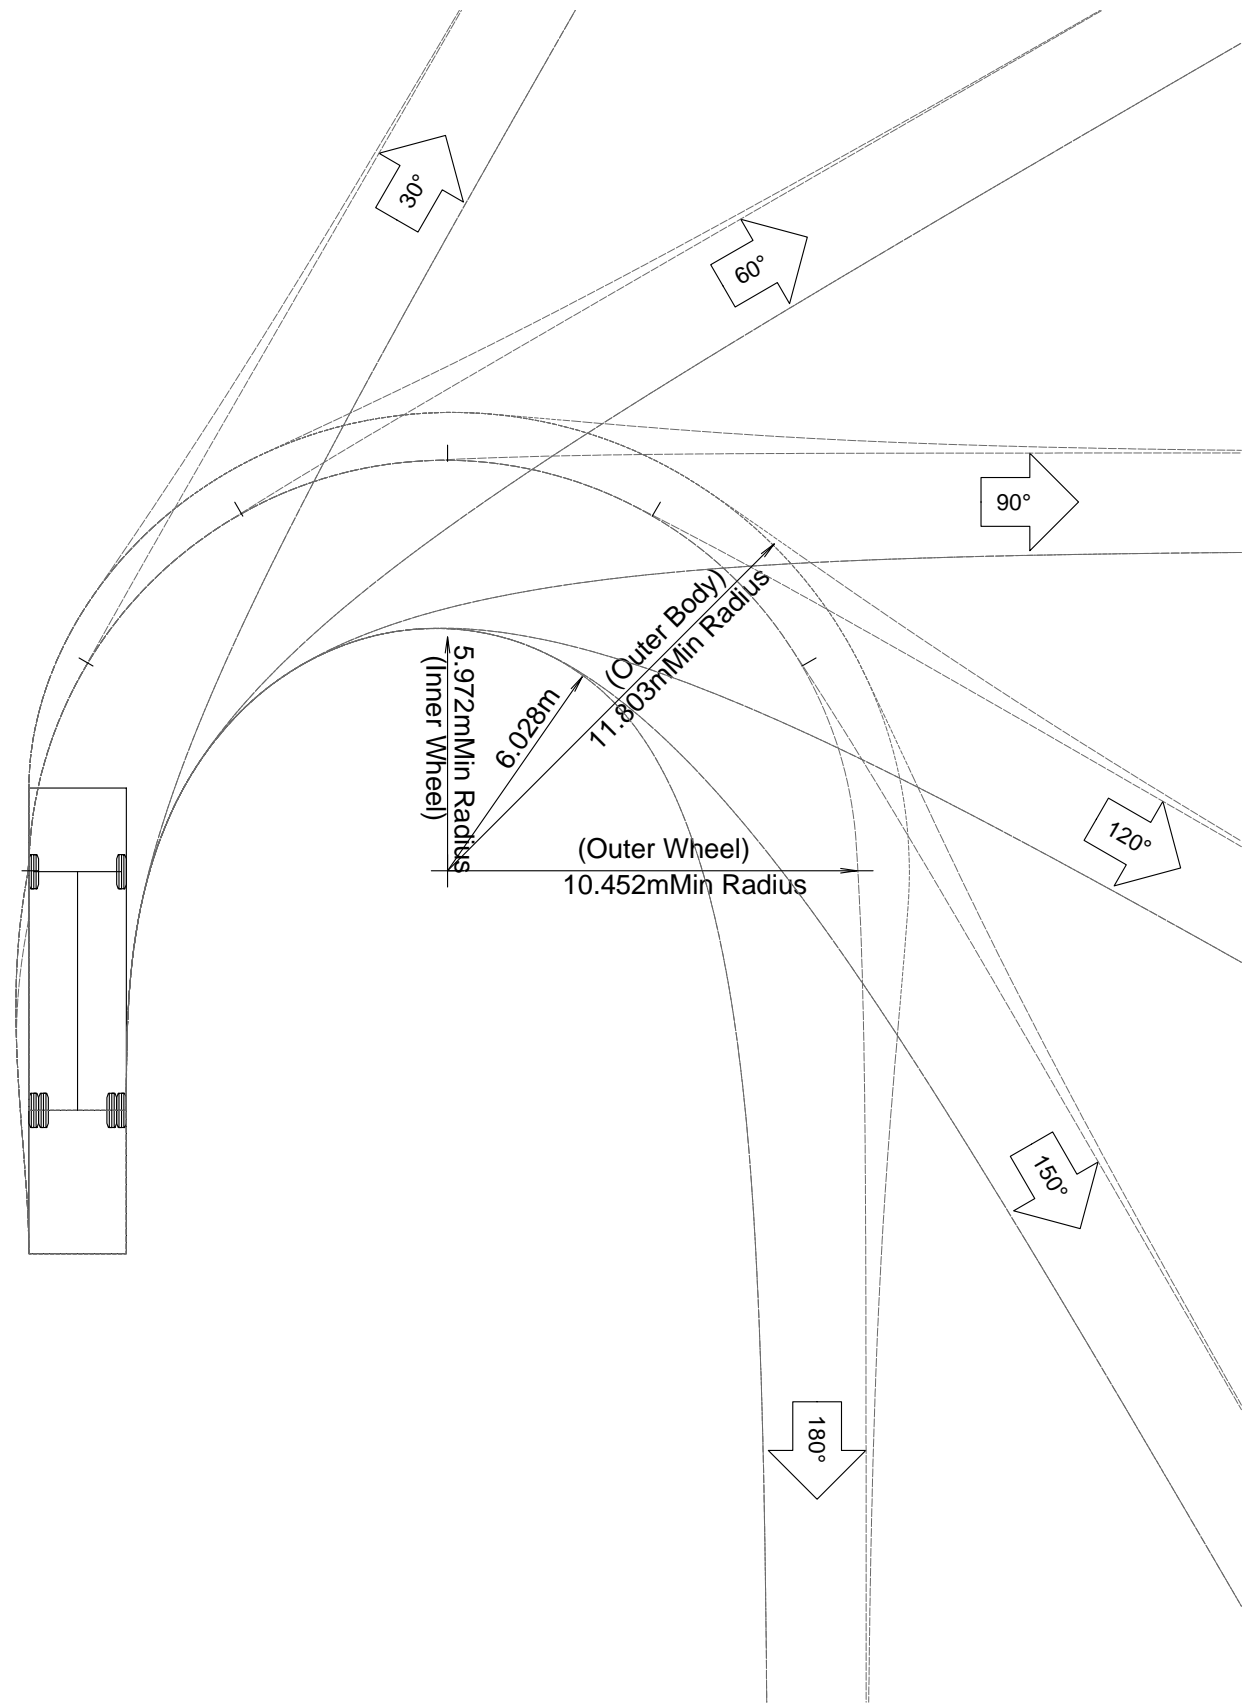 30°
60°
90°
(Outer Body)
11.803mMin Radius
5.972mMin Radius
(Inner Wheel)
6.028m
(Outer Wheel)
10.452mMin Radius
120°
150°
180°